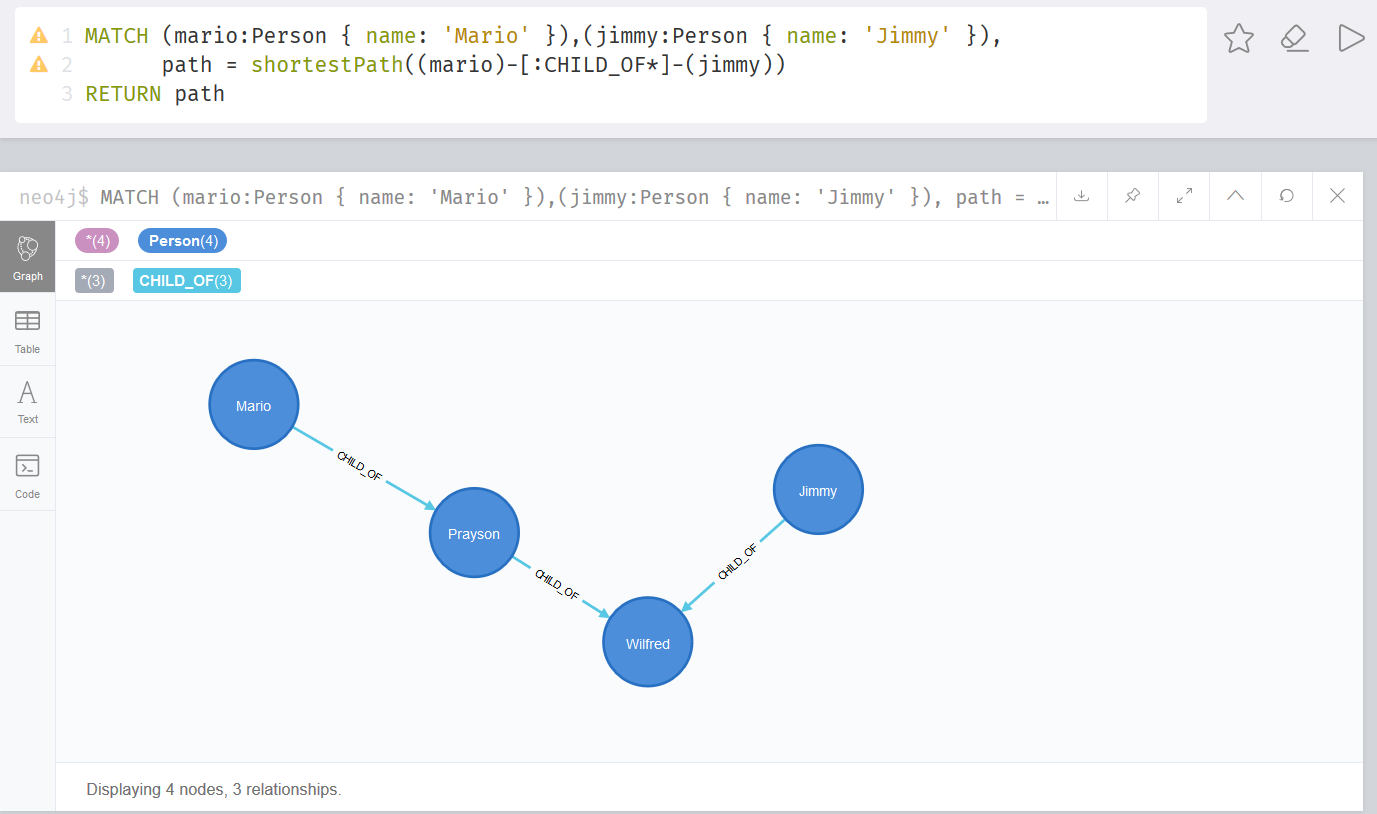 1 MATCH (mario:Person { name: 'Mario' }),(jimmy:Person { name: 'Jimmy' }),
2 path = shortestPath((mario)-[:CHILD_OF*]-(jimmy))
3 RETURN path
neo4j$ MATCH (mario:Person { name: 'Mario' }),(jimmy:Person { name: 'Jimmy' }), path = …
*(4) Person(4)
Graph
*(3) CHILD_OF(3)
Table
Text
Code
Mario
CHILD_OF
Prayson
CHILD_OF
Jimmy
CHILD_OF
Wilfred
Displaying 4 nodes, 3 relationships.